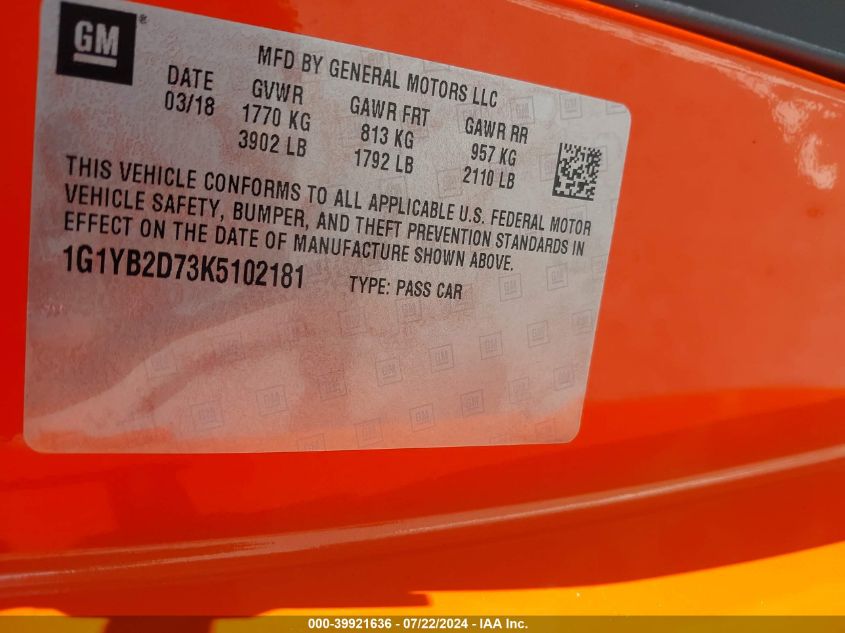 GM
MFD BY GENERAL MOTORS LLC
DATE GVWR GAWR FRT GAWR RR
03/18 1770 KG 813 KG 957 KG
3902 LB 1792 LB 2110 LB
THIS VEHICLE CONFORMS TO ALL APPLICABLE U.S. FEDERAL MOTOR
VEHICLE SAFETY, BUMPER, AND THEFT PREVENTION STANDARDS IN
EFFECT ON THE DATE OF MANUFACTURE SHOWN ABOVE.
1G1YB2D73K5102181 TYPE: PASS CAR
000-39921636 - 07/22/2024 - IAA Inc.